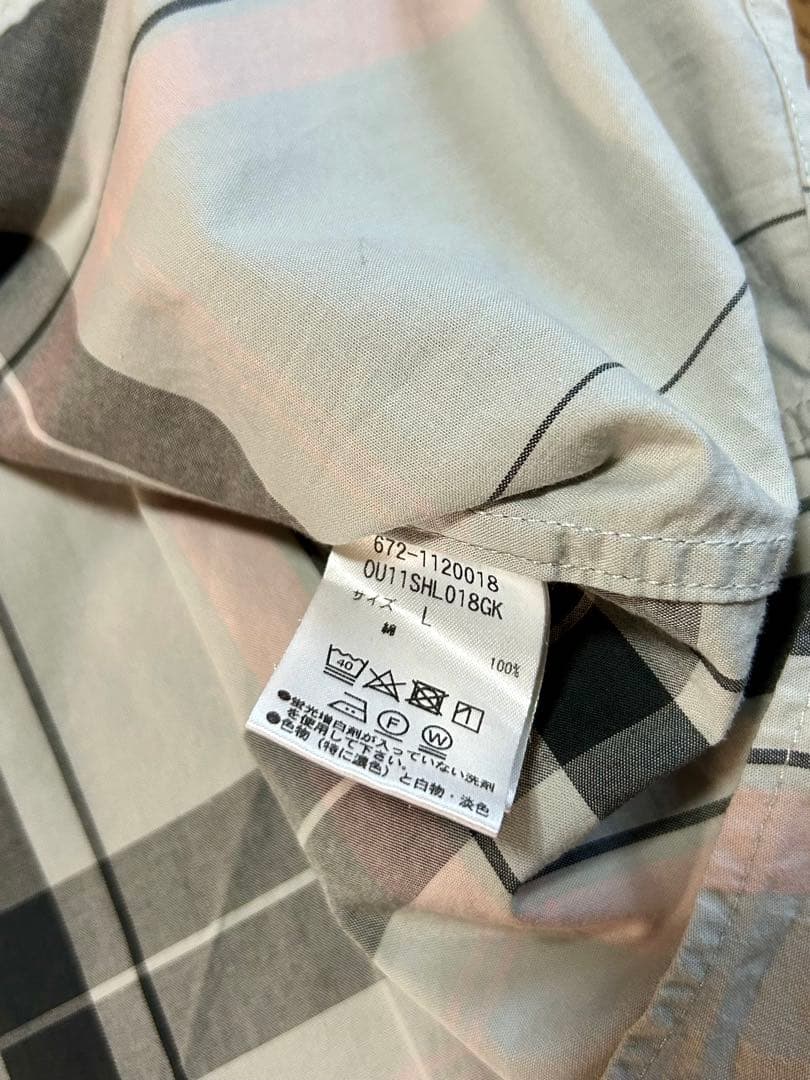 672-1120018
OU11SHL018GK
サイズ L
綿 100%
40
F W
●蛍光増白剤が入っていない洗剤
を使用して下さい。
●色物(特に濃色)と白物・淡色